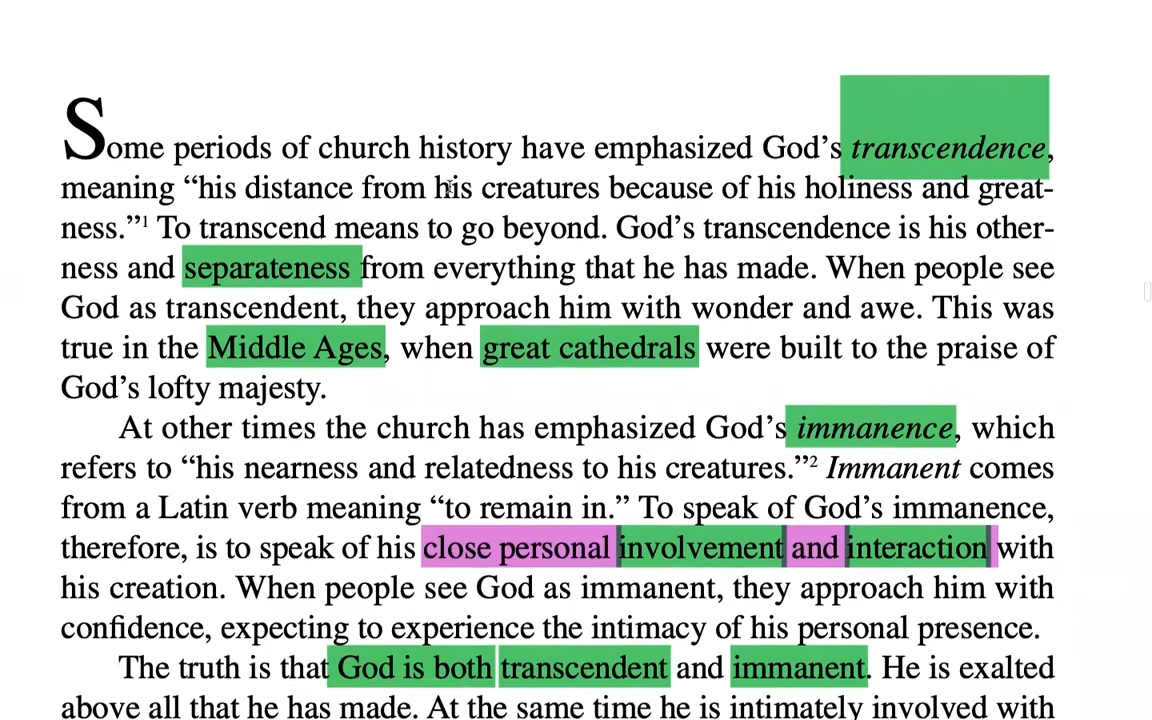 Some periods of church history have emphasized God’s transcendence,
meaning “his distance from his creatures because of his holiness and great-
ness.”¹ To transcend means to go beyond. God’s transcendence is his other-
ness and separateness from everything that he has made. When people see
God as transcendent, they approach him with wonder and awe. This was
true in the Middle Ages, when great cathedrals were built to the praise of
God’s lofty majesty.
At other times the church has emphasized God’s immanence, which
refers to “his nearness and relatedness to his creatures.”² Immanent comes
from a Latin verb meaning “to remain in.” To speak of God’s immanence,
therefore, is to speak of his close personal involvement and interaction with
his creation. When people see God as immanent, they approach him with
confidence, expecting to experience the intimacy of his personal presence.
The truth is that God is both transcendent and immanent. He is exalted
above all that he has made. At the same time he is intimately involved with